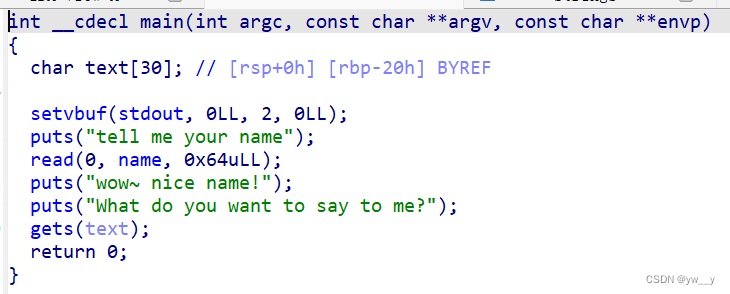 int __cdecl main(int argc, const char **argv, const char **envp)
{
char text[30]; // [rsp+0h] [rbp-20h] BYREF
setvbuf(stdout, 0LL, 2, 0LL);
puts("tell me your name");
read(0, name, 0x64uLL);
puts("wow~ nice name!");
puts("What do you want to say to me?");
gets(text);
return 0;
}
CSDN @yw__y